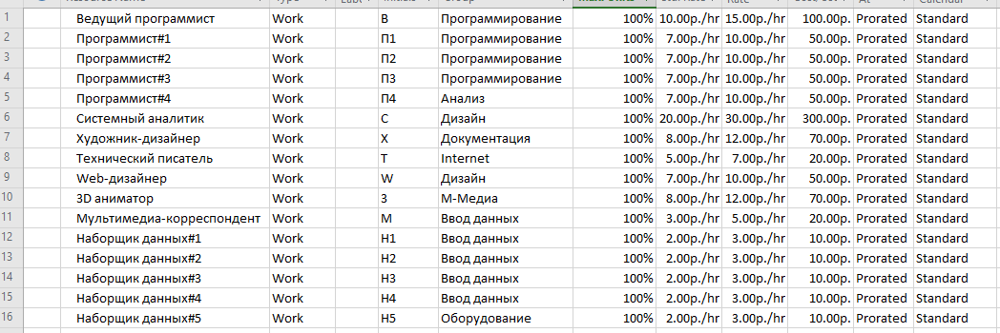 1 Ведущий программист Work В Программирование 100% 10.00р./hr 15.00р./hr 100.00р. Prorated Standard
2 Программист#1 Work П1 Программирование 100% 7.00р./hr 10.00р./hr 50.00р. Prorated Standard
3 Программист#2 Work П2 Программирование 100% 7.00р./hr 10.00р./hr 50.00р. Prorated Standard
4 Программист#3 Work П3 Программирование 100% 7.00р./hr 10.00р./hr 50.00р. Prorated Standard
5 Программист#4 Work П4 Анализ 100% 7.00р./hr 10.00р./hr 50.00р. Prorated Standard
6 Системный аналитик Work С Дизайн 100% 20.00р./hr 30.00р./hr 300.00р. Prorated Standard
7 Художник-дизайнер Work Х Документация 100% 8.00р./hr 12.00р./hr 70.00р. Prorated Standard
8 Технический писатель Work Т Internet 100% 5.00р./hr 7.00р./hr 20.00р. Prorated Standard
9 Web-дизайнер Work W Дизайн 100% 7.00р./hr 10.00р./hr 50.00р. Prorated Standard
10 3D аниматор Work 3 М-Медиа 100% 8.00р./hr 12.00р./hr 70.00р. Prorated Standard
11 Мультимедиа-корреспондент Work М Ввод данных 100% 3.00р./hr 5.00р./hr 20.00р. Prorated Standard
12 Наборщик данных#1 Work Н1 Ввод данных 100% 2.00р./hr 3.00р./hr 10.00р. Prorated Standard
13 Наборщик данных#2 Work Н2 Ввод данных 100% 2.00р./hr 3.00р./hr 10.00р. Prorated Standard
14 Наборщик данных#3 Work Н3 Ввод данных 100% 2.00р./hr 3.00р./hr 10.00р. Prorated Standard
15 Наборщик данных#4 Work Н4 Ввод данных 100% 2.00р./hr 3.00р./hr 10.00р. Prorated Standard
16 Наборщик данных#5 Work Н5 Оборудование 100% 2.00р./hr 3.00р./hr 10.00р. Prorated Standard